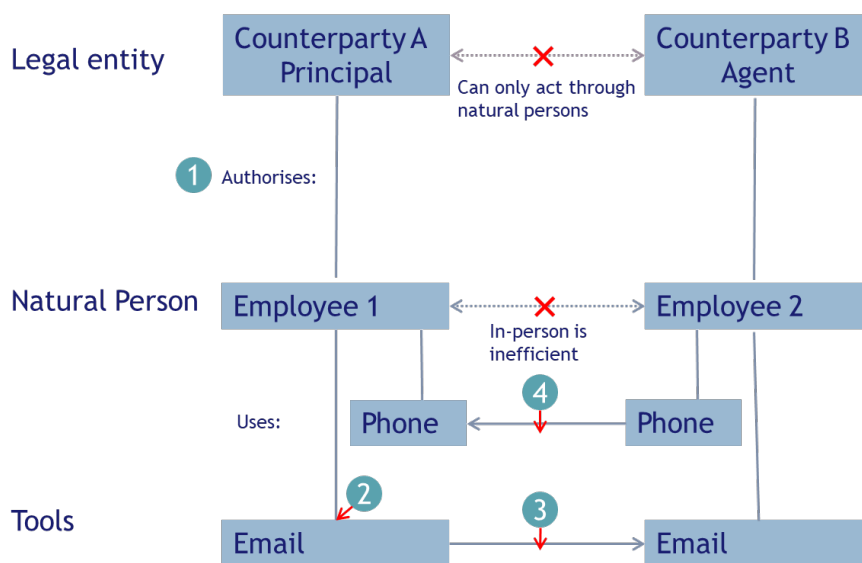 Legal entity
Counterparty A
Principal
Can only act through
natural persons
Counterparty B
Agent
1
Authorises:
Natural Person
Employee 1
In-person is
inefficient
Employee 2
4
Uses:
Phone
Phone
2
3
Tools
Email
Email